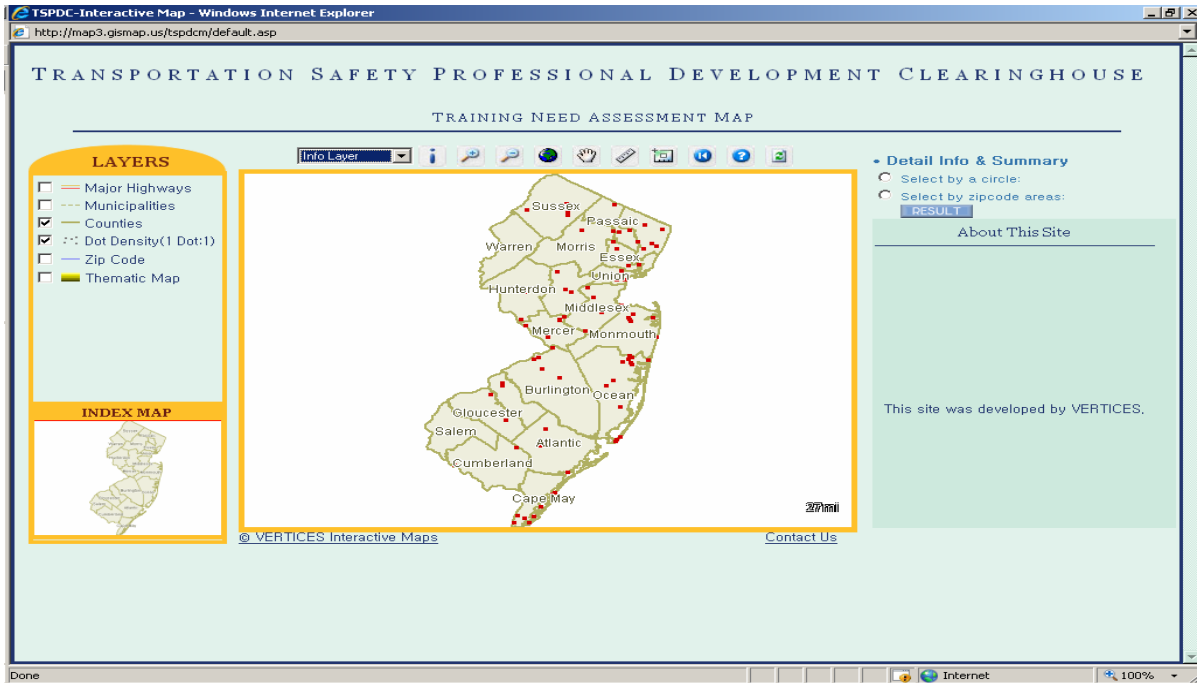 TSPDC-Interactive Map - Windows Internet Explorer
http://map3.gismap.us/tspdcm/default.asp
TRANSPORTATION SAFETY PROFESSIONAL DEVELOPMENT CLEARINGHOUSE
TRAINING NEED ASSESSMENT MAP
LAYERS
Major Highways
Municipalities
Counties
Dot Density(1 Dot:1)
Zip Code
Thematic Map
INDEX MAP
Info Layer
Sussex
Passaic
Warren
Morris
Essex
Union
Hunterdon
Middlesex
Mercer
Monmouth
Burlington
Ocean
Gloucester
Salem
Atlantic
Cumberland
Cape May
27mi
© VERTICES Interactive Maps
Contact Us
• Detail Info & Summary
Select by a circle:
Select by zipcode areas:
RESULT
About This Site
This site was developed by VERTICES,
Done
Internet
100%